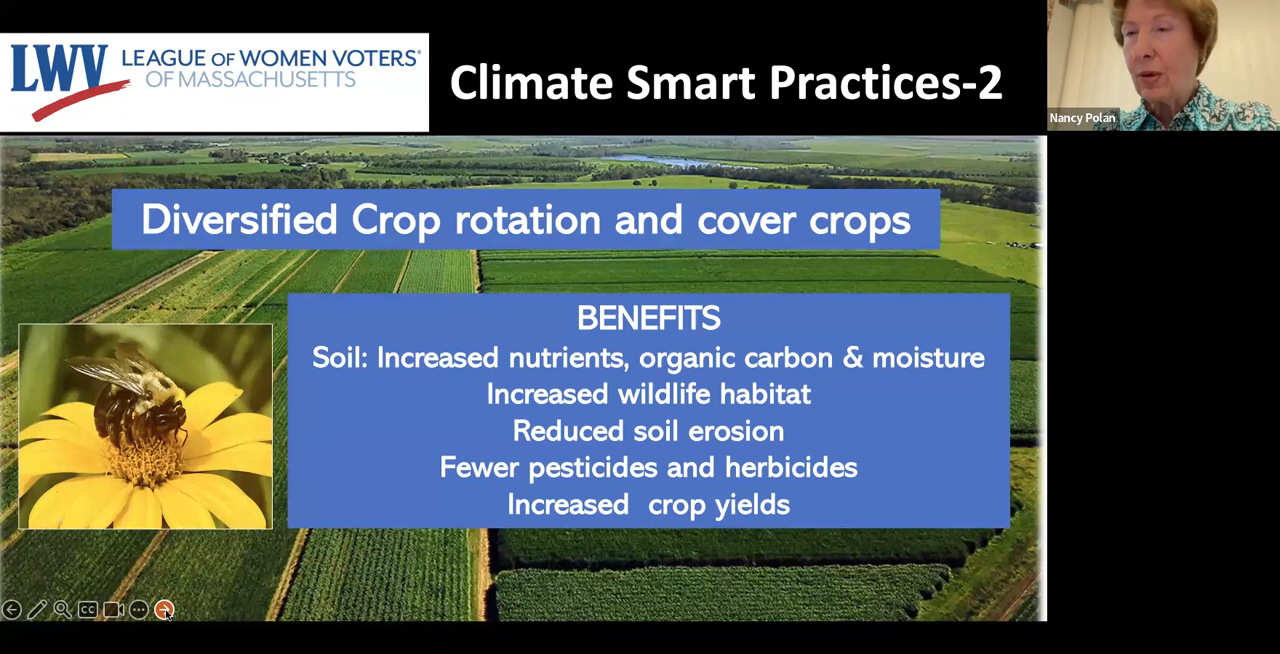 LWV LEAGUE OF WOMEN VOTERS®
OF MASSACHUSETTS
Climate Smart Practices-2
Nancy Polan
Diversified Crop rotation and cover crops
BENEFITS
Soil: Increased nutrients, organic carbon & moisture
Increased wildlife habitat
Reduced soil erosion
Fewer pesticides and herbicides
Increased  crop yields
CC